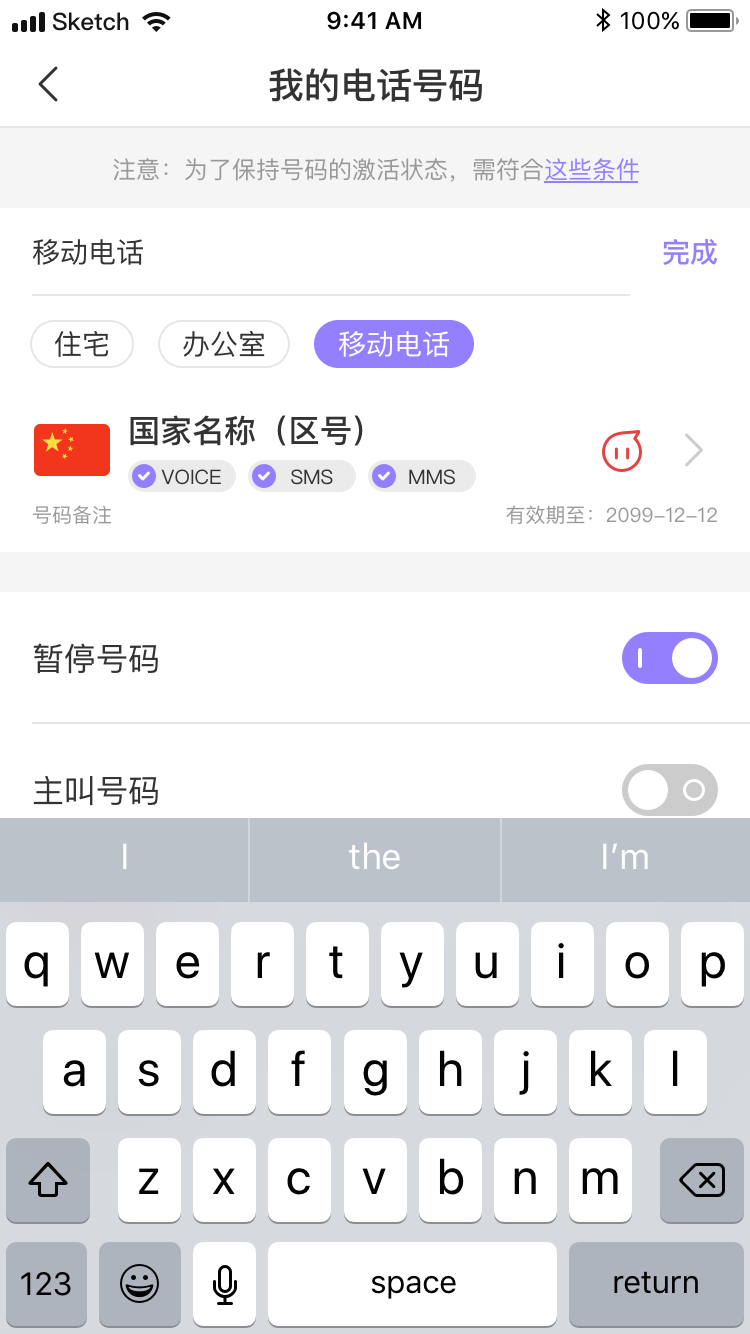 Sketch 9:41 AM 100%
我的电话号码
注意：为了保持号码的激活状态，需符合这些条件
移动电话 完成
住宅 办公室 移动电话
国家名称（区号）
VOICE SMS MMS
号码备注 有效期至：2099-12-12
暂停号码
主叫号码
I the I'm
q w e r t y u i o p
a s d f g h j k l
z x c v b n m
123 space return